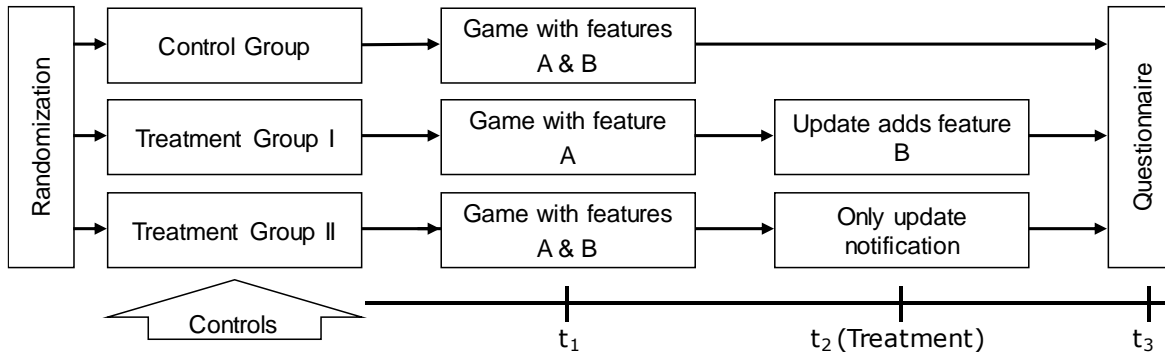 Randomization
Control Group
Game with features
A & B
Treatment Group I
Game with feature
A
Update adds feature
B
Treatment Group II
Game with features
A & B
Only update
notification
Questionnaire
Controls
t₁
t₂ (Treatment)
t₃